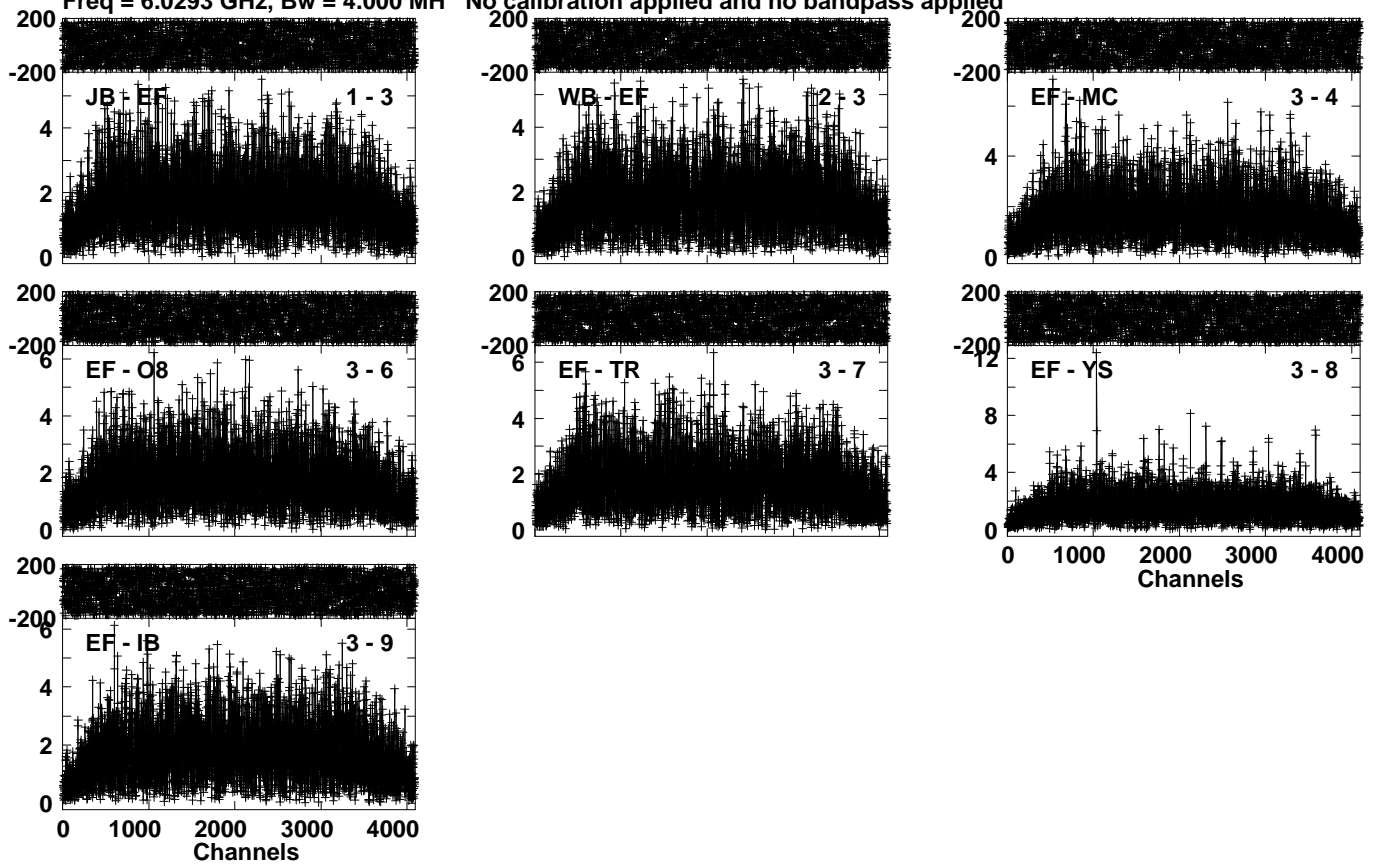 Freq = 6.0293 GHz, Bw = 4.000 MH No calibration applied and no bandpass applied
200 200 200
-200 -200 -200
JB - EF 1 - 3 WB - EF 2 - 3 EF - MC 3 - 4
4 4 4
2 2
0 0 0
200 200 200
-200 -200 -200
6 6 12
EF - O8 3 - 6 EF - TR 3 - 7 EF - YS 3 - 8
4 4 8
2 2 4
0 0 0
0 1000 2000 3000 4000
Channels
200
-200
6
EF - IB 3 - 9
4
2
0
0 1000 2000 3000 4000
Channels